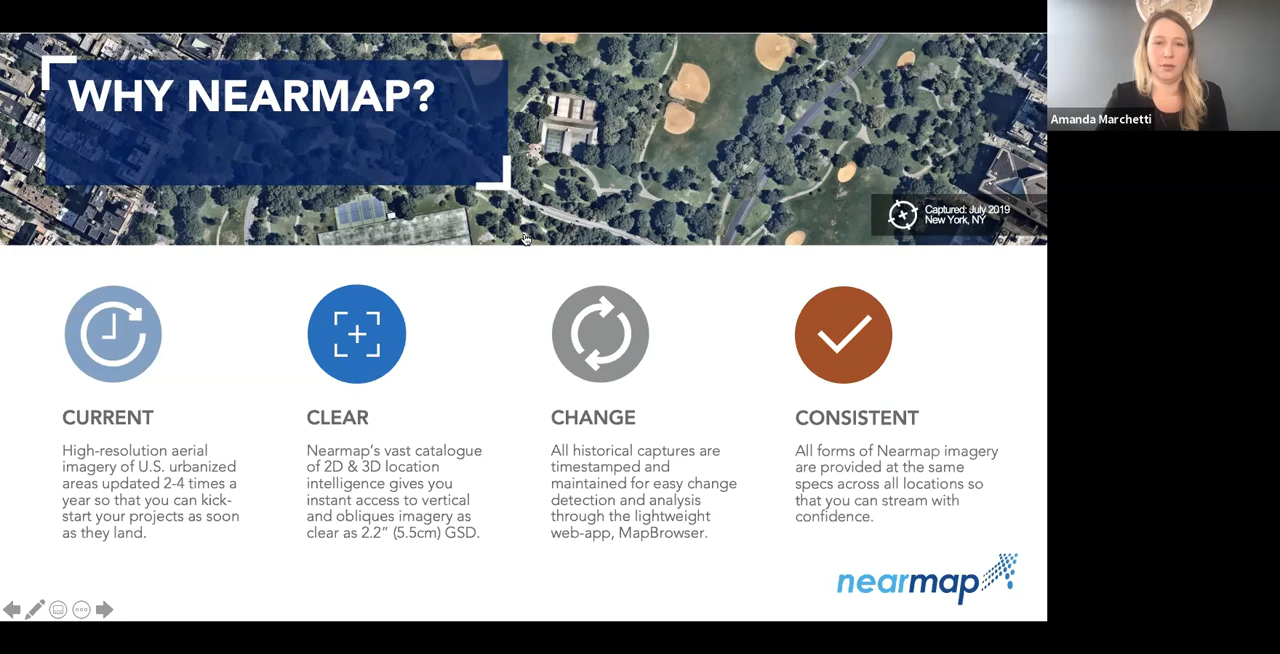 WHY NEARMAP?
Captured: July 2019
New York, NY
Amanda Marchetti
CURRENT
High-resolution aerial
imagery of U.S. urbanized
areas updated 2-4 times a
year so that you can kick-
start your projects as soon
as they land.
CLEAR
Nearmap's vast catalogue
of 2D & 3D location
intelligence gives you
instant access to vertical
and obliques imagery as
clear as 2.2" (5.5cm) GSD.
CHANGE
All historical captures are
timestamped and
maintained for easy change
detection and analysis
through the lightweight
web-app, MapBrowser.
CONSISTENT
All forms of Nearmap imagery
are provided at the same
specs across all locations so
that you can stream with
confidence.
nearmap